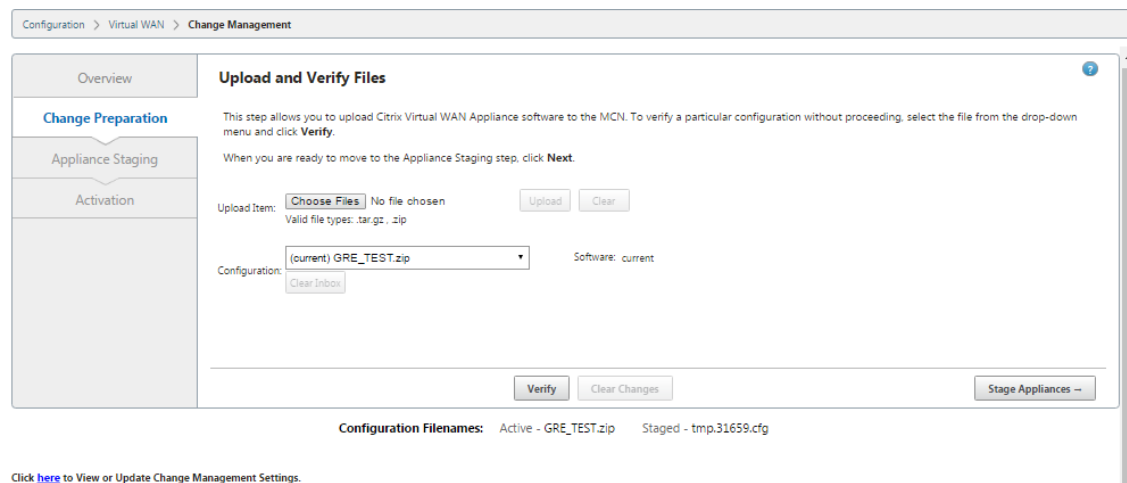 Configuration > Virtual WAN > Change Management
Overview
Change Preparation
Appliance Staging
Activation
Upload and Verify Files
?
This step allows you to upload Citrix Virtual WAN Appliance software to the MCN. To verify a particular configuration without proceeding, select the file from the drop-down
menu and click Verify.
When you are ready to move to the Appliance Staging step, click Next.
Upload Item: Choose Files No file chosen Upload Clear
Valid file types: .tar.gz , .zip
Configuration: (current) GRE_TEST.zip Software: current
Clear Inbox
Verify Clear Changes Stage Appliances →
Configuration Filenames: Active - GRE_TEST.zip Staged - tmp.31659.cfg
Click here to View or Update Change Management Settings.